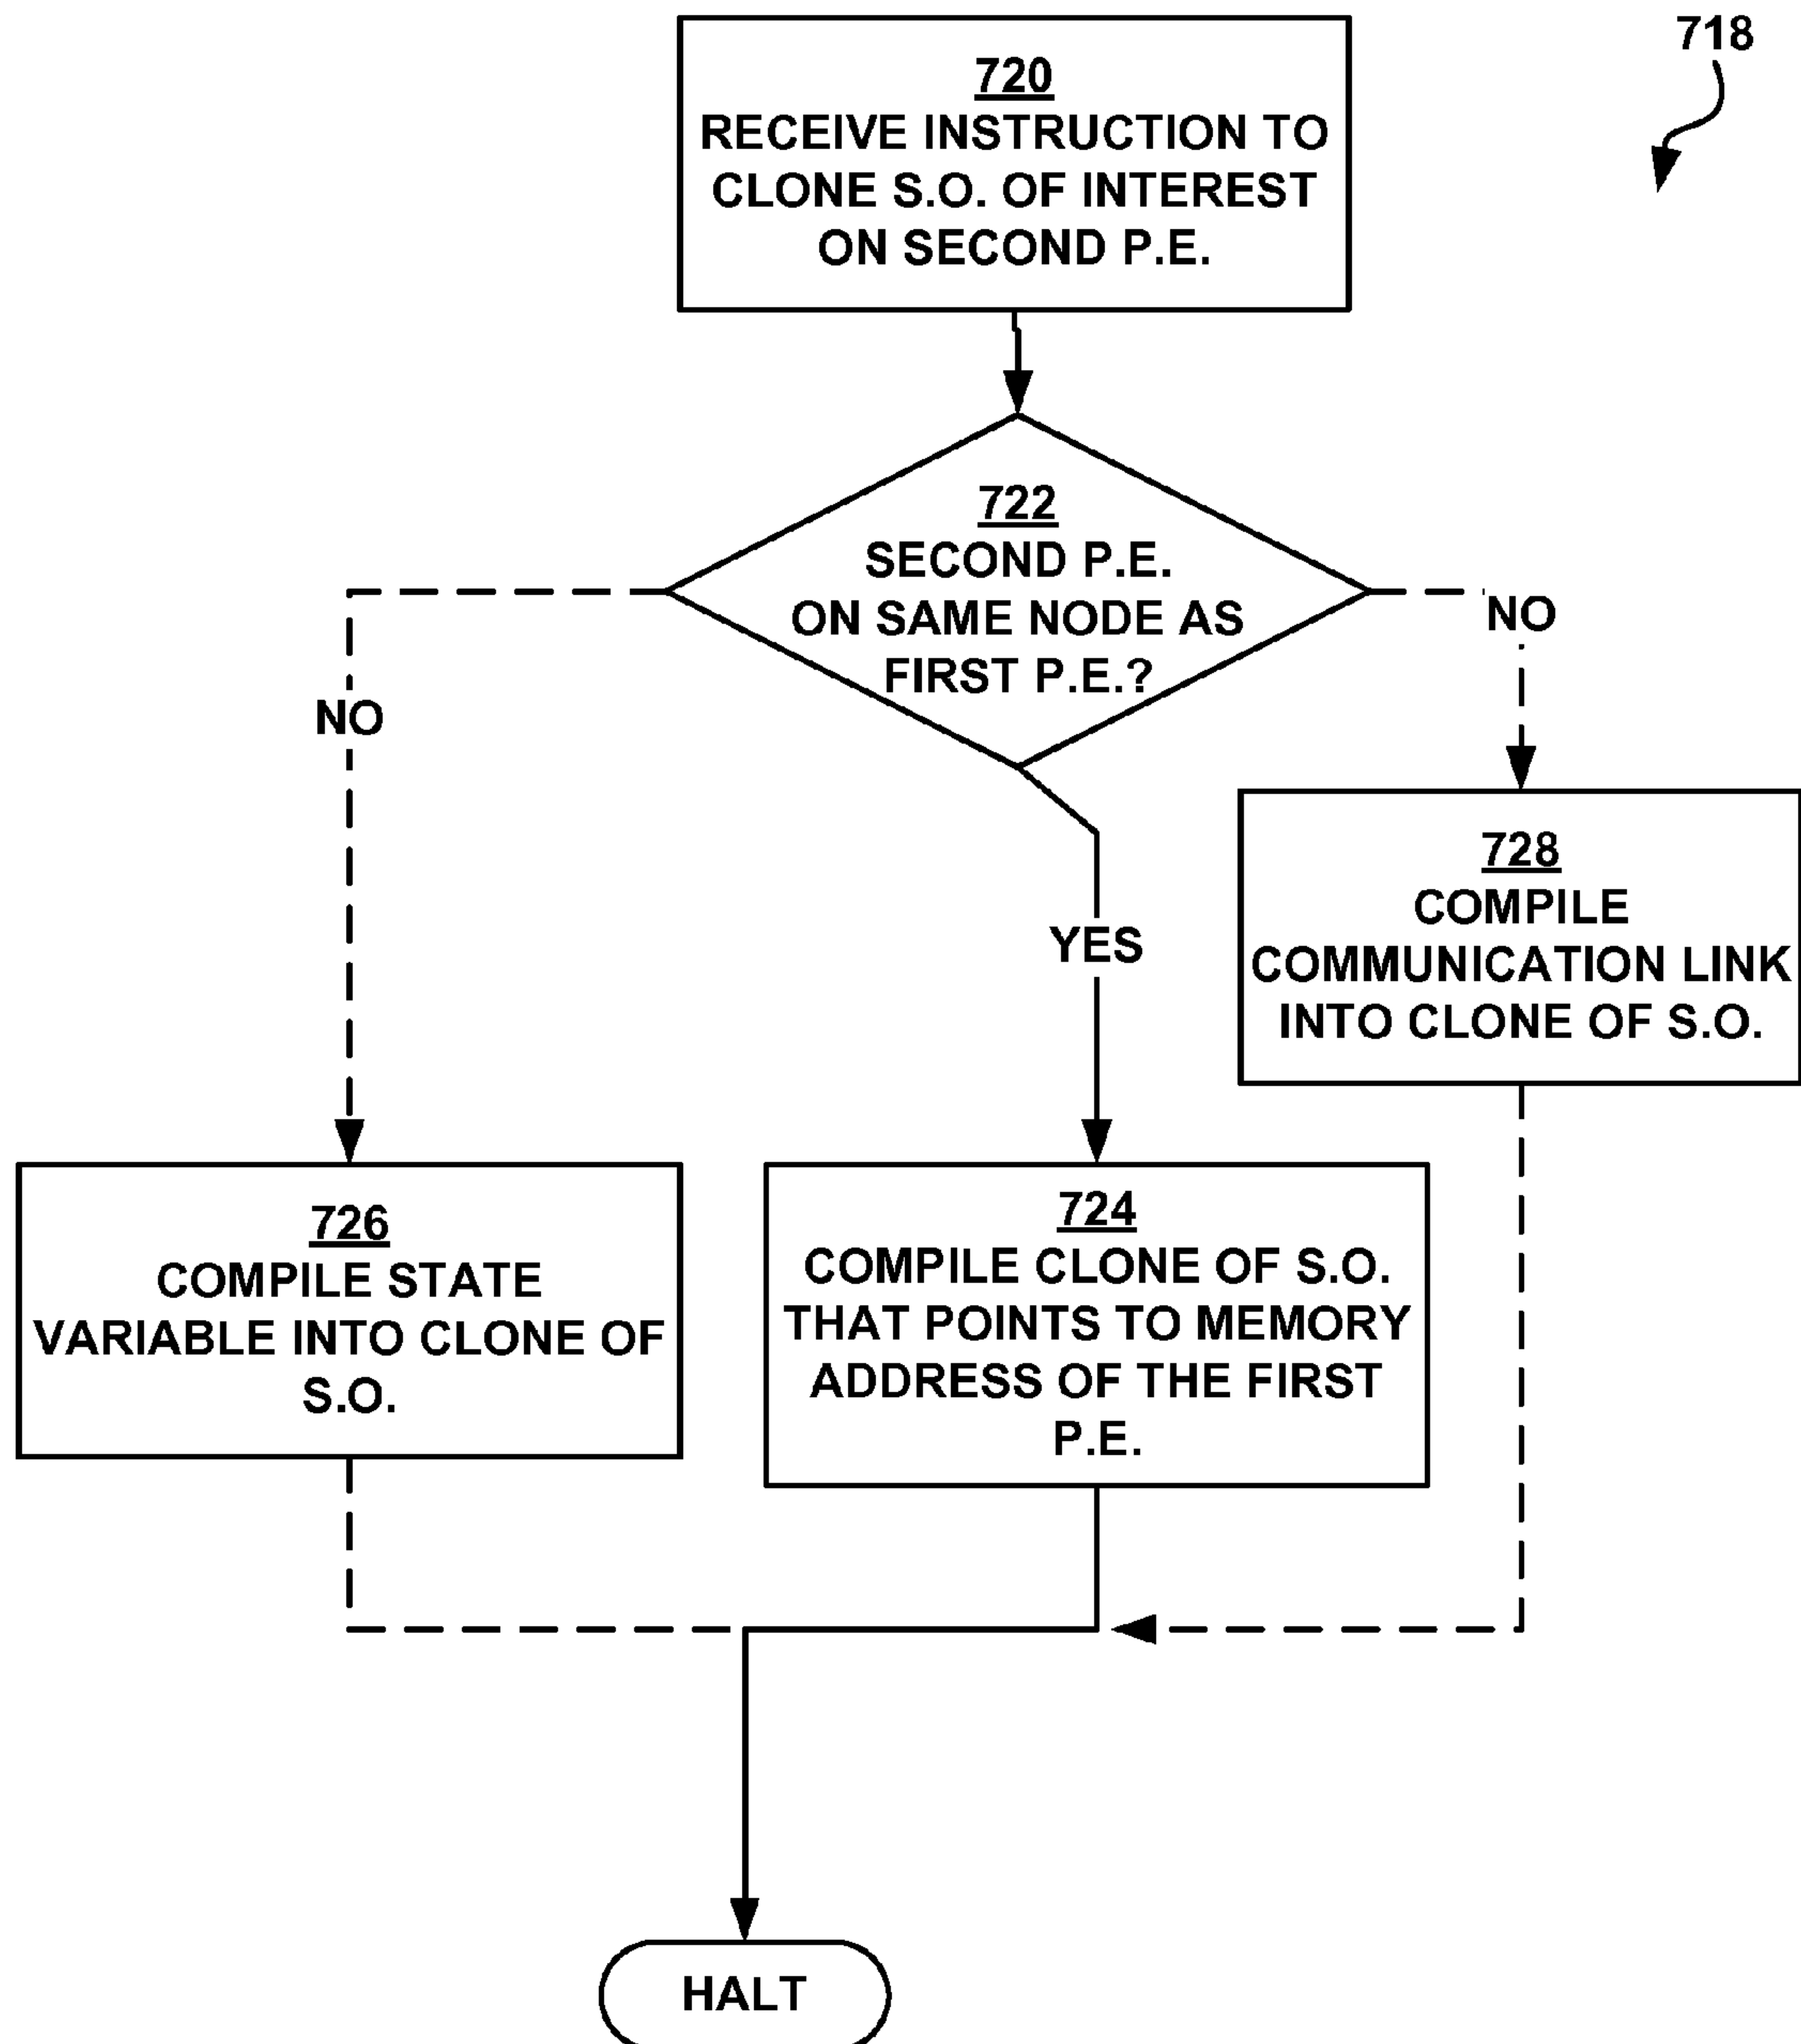 718
720
RECEIVE INSTRUCTION TO
CLONE S.O. OF INTEREST
ON SECOND P.E.
722
SECOND P.E.
ON SAME NODE AS
FIRST P.E.?
NO
NO
YES
728
COMPILE
COMMUNICATION LINK
INTO CLONE OF S.O.
726
COMPILE STATE
VARIABLE INTO CLONE OF
S.O.
724
COMPILE CLONE OF S.O.
THAT POINTS TO MEMORY
ADDRESS OF THE FIRST
P.E.
HALT